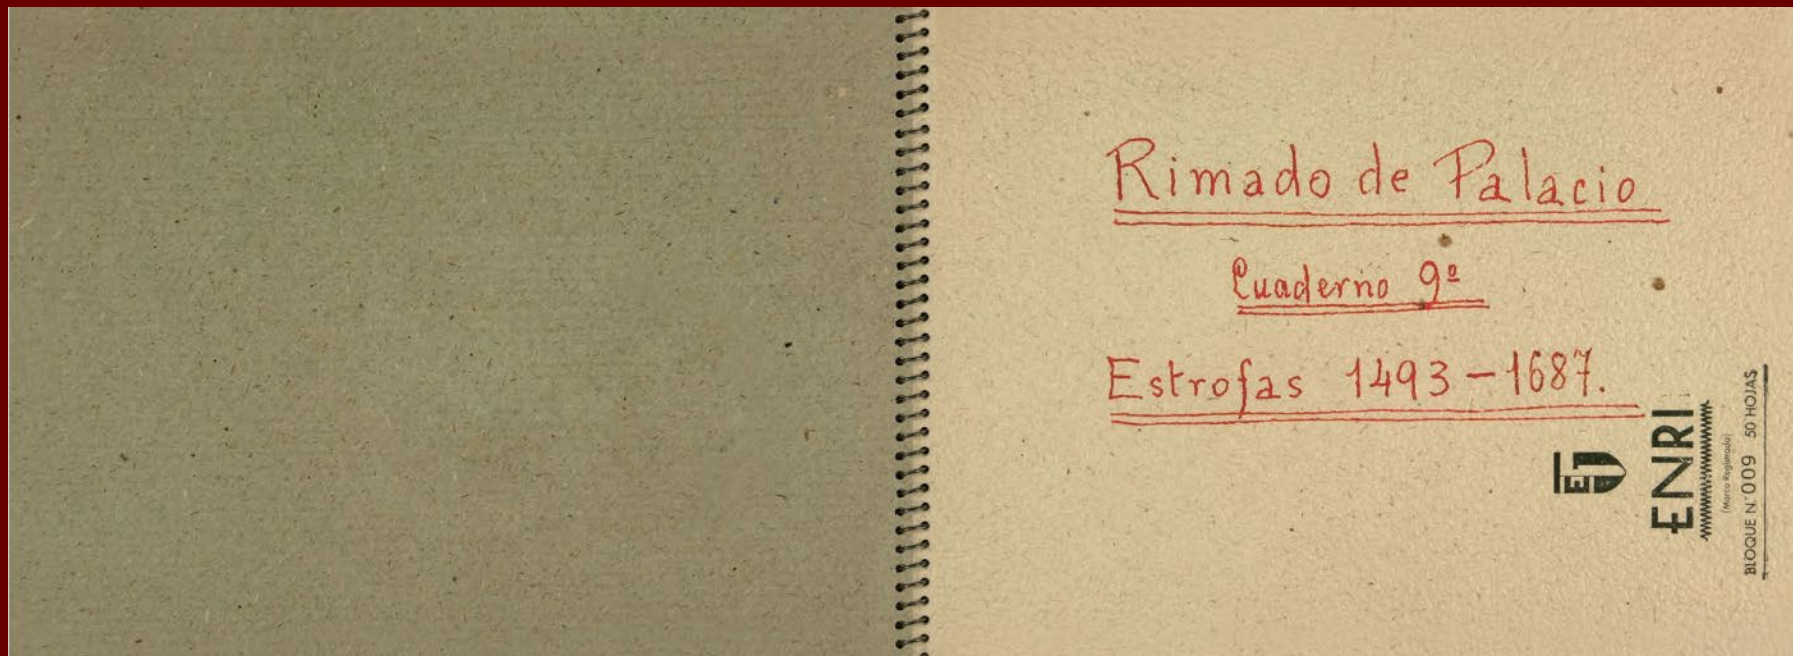 Rimado de Palacio
Cuaderno 9º
Estrofas 1493-1687.
E
ENRI
(Marca Registrada)
BLOQUE N.º 009 50 HOJAS